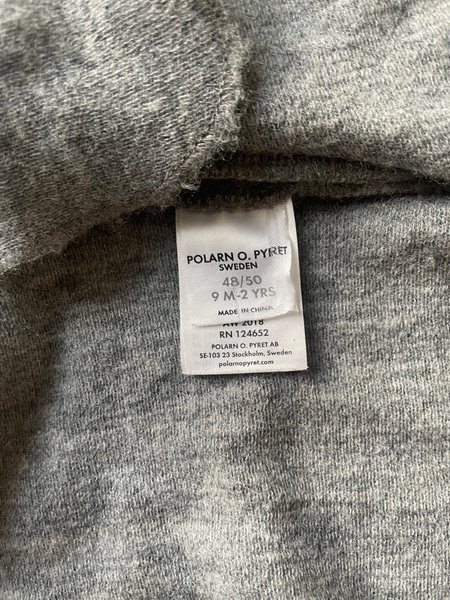 POLARN O. PYRET
SWEDEN
48/50
9 M-2 YRS
MADE IN CHINA
AW 2018
RN 124652
POLARN O. PYRET AB
SE-103 23 Stockholm, Sweden
polarnopyret.com